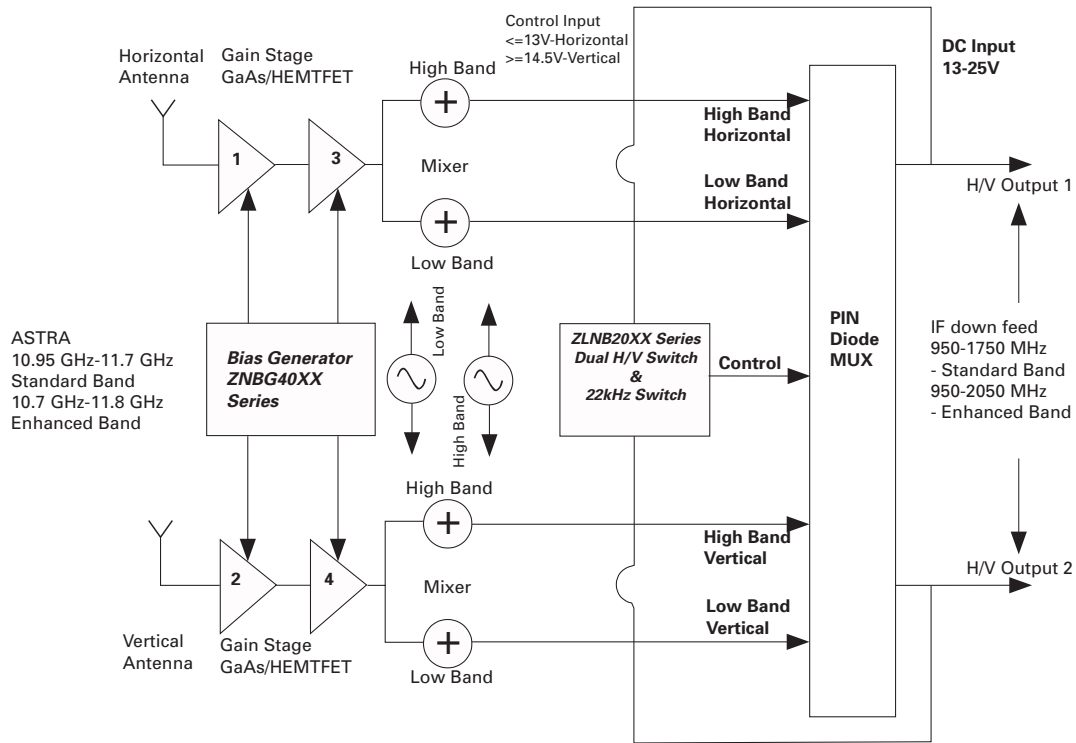 Control Input
<=13V-Horizontal
>=14.5V-Vertical
DC Input
13-25V
Horizontal
Antenna
Gain Stage
GaAs/HEMTFET
1
3
High Band
+
Mixer
+
Low Band
High Band
Horizontal
Low Band
Horizontal
H/V Output 1
ASTRA
10.95 GHz-11.7 GHz
Standard Band
10.7 GHz-11.8 GHz
Enhanced Band
Bias Generator
ZNBG40XX
Series
Low Band
High Band
ZLNB20XX Series
Dual H/V Switch
&
22kHz Switch
Control
PIN
Diode
MUX
IF down feed
950-1750 MHz
- Standard Band
950-2050 MHz
- Enhanced Band
High Band
+
Mixer
+
Low Band
High Band
Vertical
Low Band
Vertical
H/V Output 2
2
4
Vertical
Antenna
Gain Stage
GaAs/HEMTFET